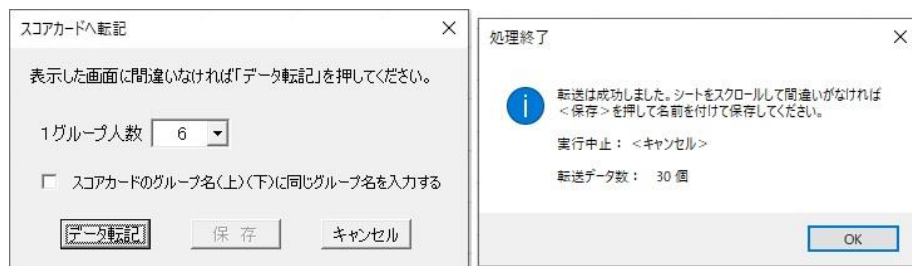 スコアカードへ転記
表示した画面に間違いなければ「データ転記」を押してください。
1グループ人数 6
スコアカードのグループ名(上)(下)に同じグループ名を入力する
データ転記 保 存 キャンセル
処理終了
転送は成功しました。シートをスクロールして間違いがなければ
<保存>を押して名前を付けて保存してください。
実行中止： <キャンセル>
転送データ数： 30 個
OK